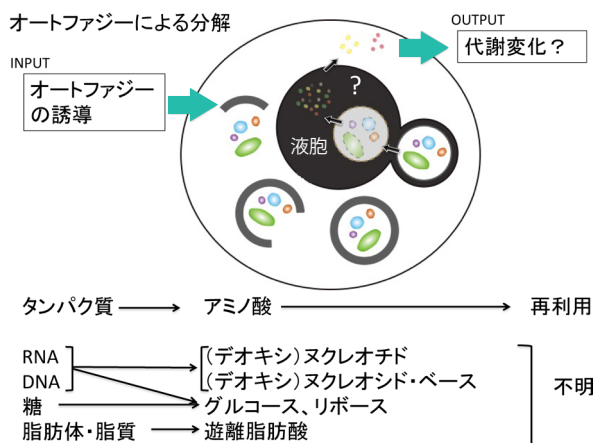 オートファジーによる分解
OUTPUT
代謝変化？
INPUT
オートファジー
の誘導
?
液胞
タンパク質
アミノ酸
再利用
RNA
(デオキシ)ヌクレオチド
DNA
(デオキシ)ヌクレオシド・ベース
不明
糖
グルコース、リボース
脂肪体・脂質
遊離脂肪酸